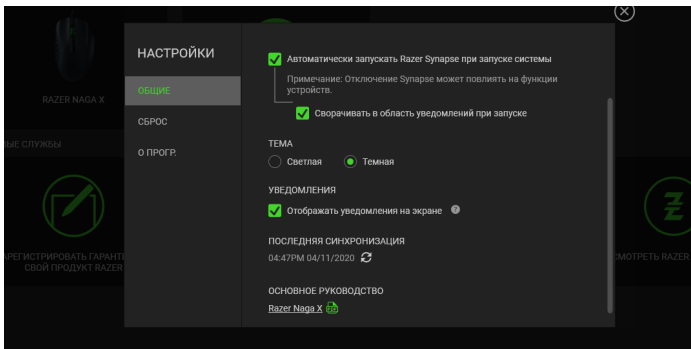 НАСТРОЙКИ
ОБЩИЕ
СБРОС
О ПРОГР.
Автоматически запускать Razer Synapse при запуске системы
Примечание: Отключение Synapse может повлиять на функции
устройств.
Сворачивать в область уведомлений при запуске
ТЕМА
Светлая
Темная
УВЕДОМЛЕНИЯ
Отображать уведомления на экране
?
ПОСЛЕДНЯЯ СИНХРОНИЗАЦИЯ
04:47PM 04/11/2020
ОСНОВНОЕ РУКОВОДСТВО
Razer Naga X
RAZER NAGA X
ЫЕ СЛУЖБЫ
АРЕГИСТРИРОВАТЬ ГАРАНТИ
СВОЙ ПРОДУКТ RAZER
МОТРЕТЬ RAZER